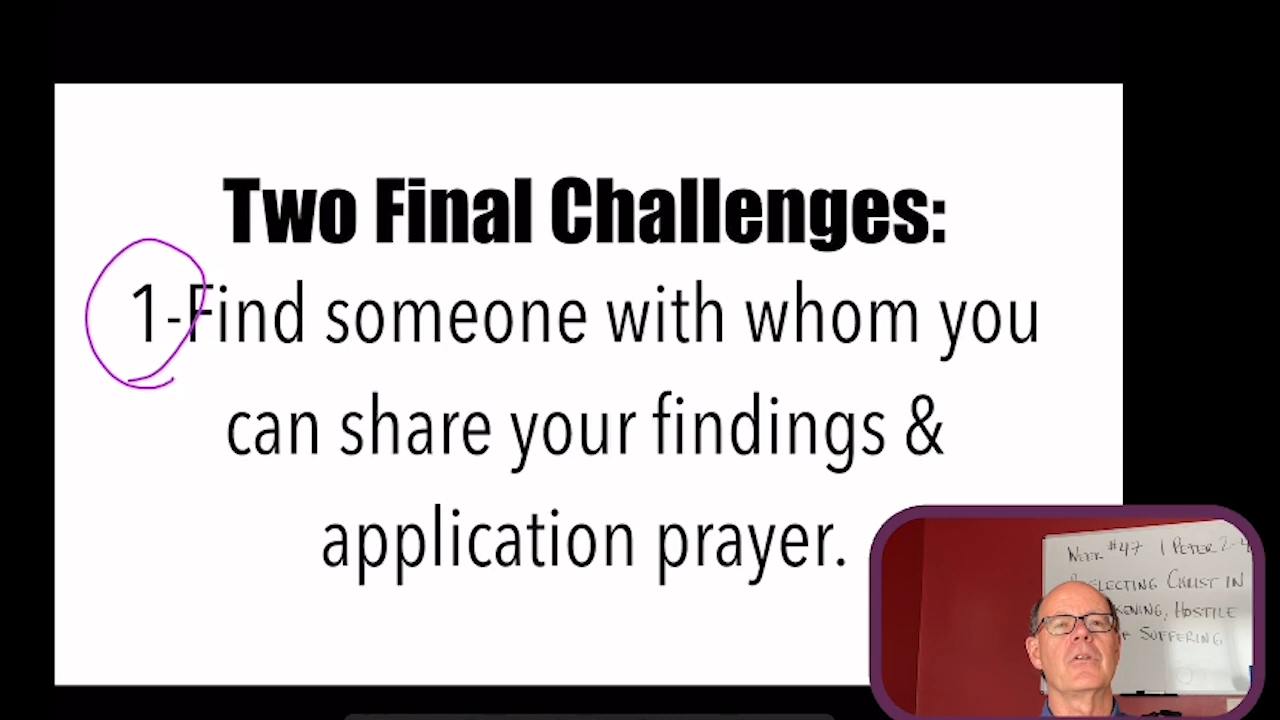 Two Final Challenges:
1-Find someone with whom you
can share your findings &
application prayer.
WEEK #47 1 PETER 2-4
CHRIST IN
HOSTILE
SUFFERING